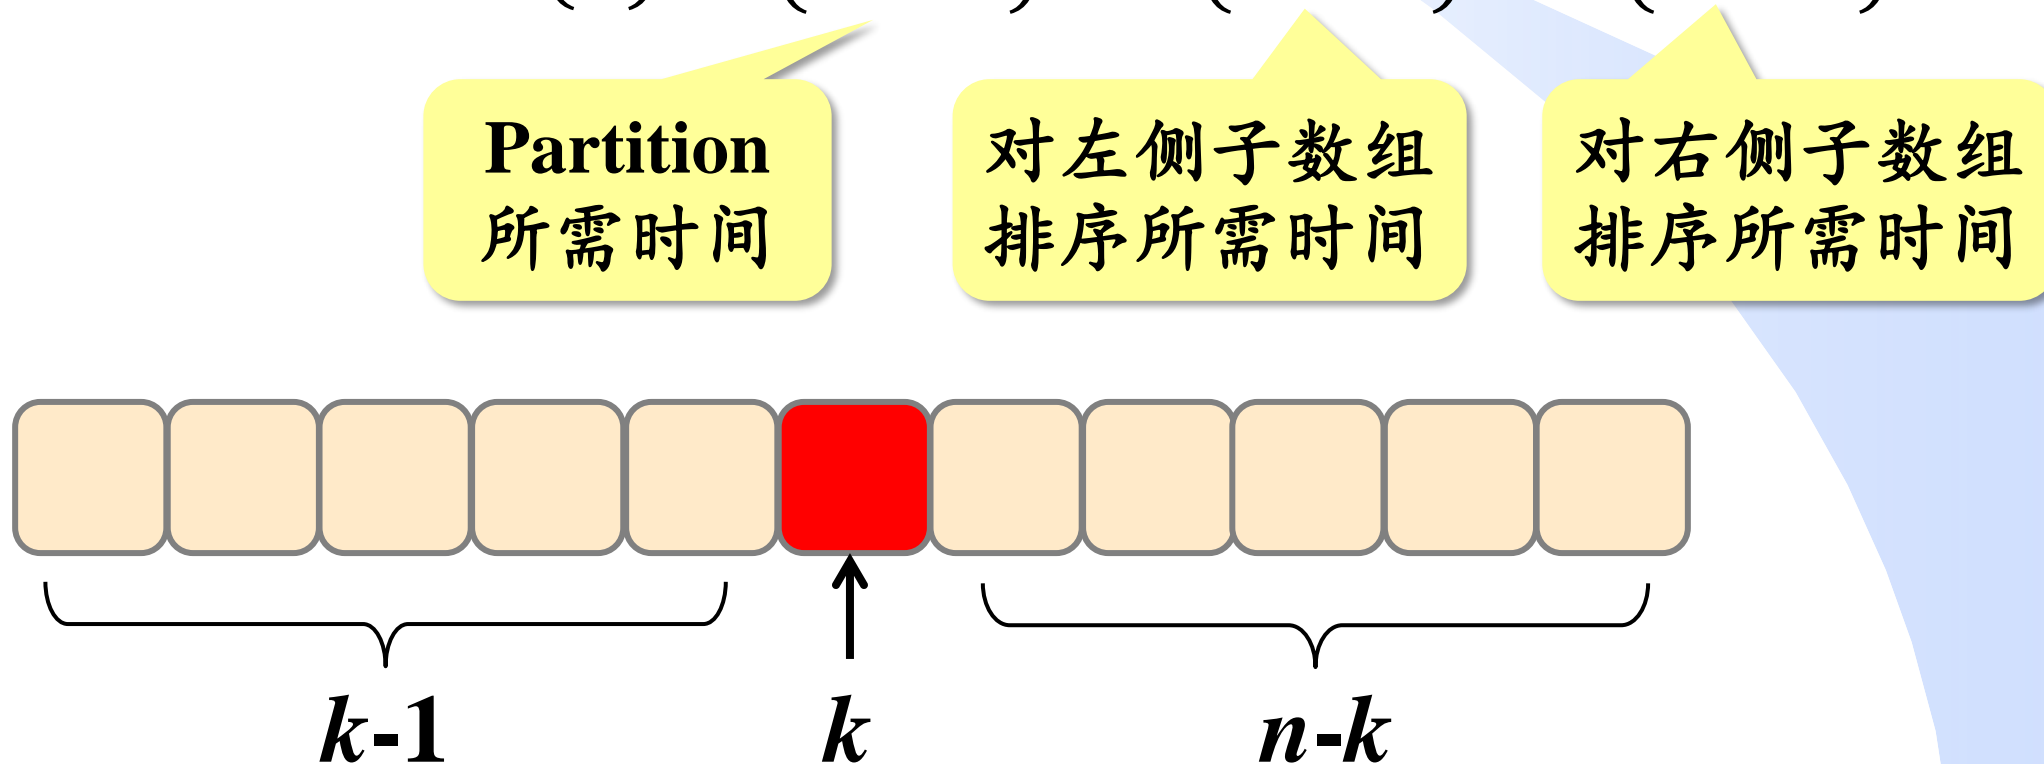 Partition
所需时间
对左侧子数组
排序所需时间
对右侧子数组
排序所需时间
k-1
k
n-k